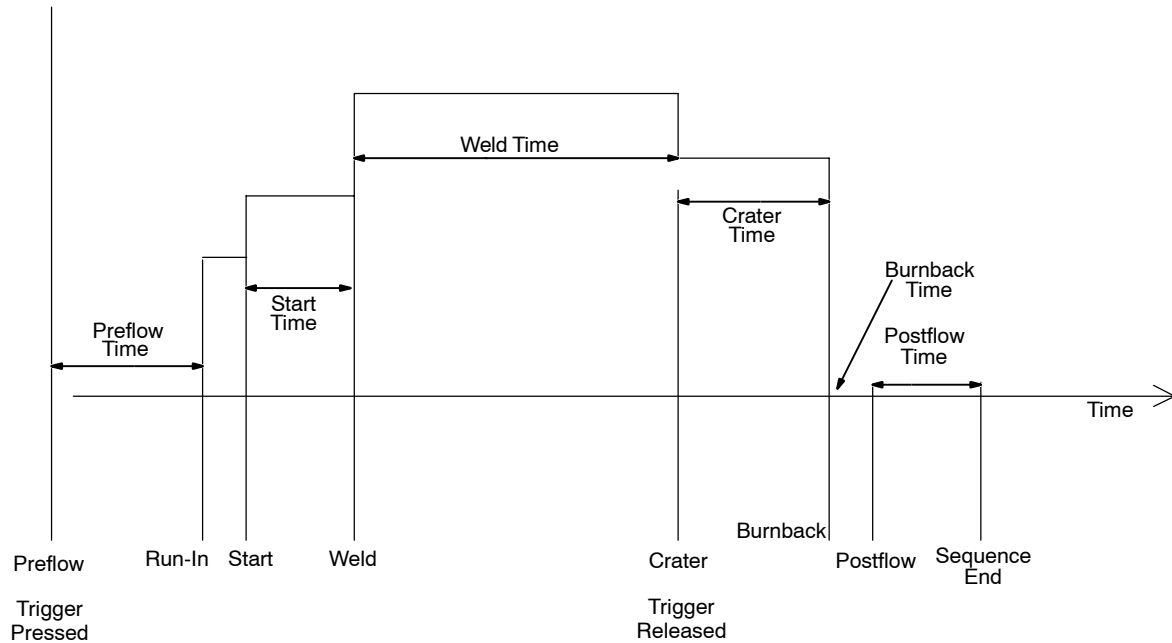 Weld Time
Crater
Time
Burnback
Time
Start
Time
Preflow
Time
Postflow
Time
Time
Burnback
Preflow
Run-In
Start
Weld
Crater
Postflow
Sequence
End
Trigger
Pressed
Trigger
Released